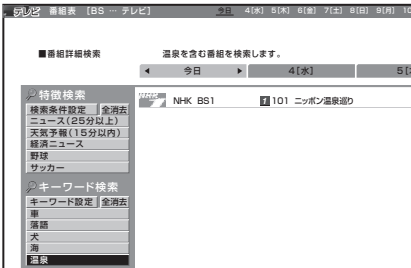 テレビ 番組表 [BS … テレビ] 今日 4[水] 5[木] 6[金] 7[土] 8[日] 9[月] 10
■番組詳細検索 温泉を含む番組を検索します。
◀ 今日 ▶ 4[水] 5[
特徴検索
検索条件設定 全消去
ニュース(25分以上)
天気予報(15分以内)
経済ニュース
野球
サッカー
キーワード検索
キーワード設定 全消去
車
落語
犬
海
温泉
NHK BS1 1 101 ニッポン温泉巡り